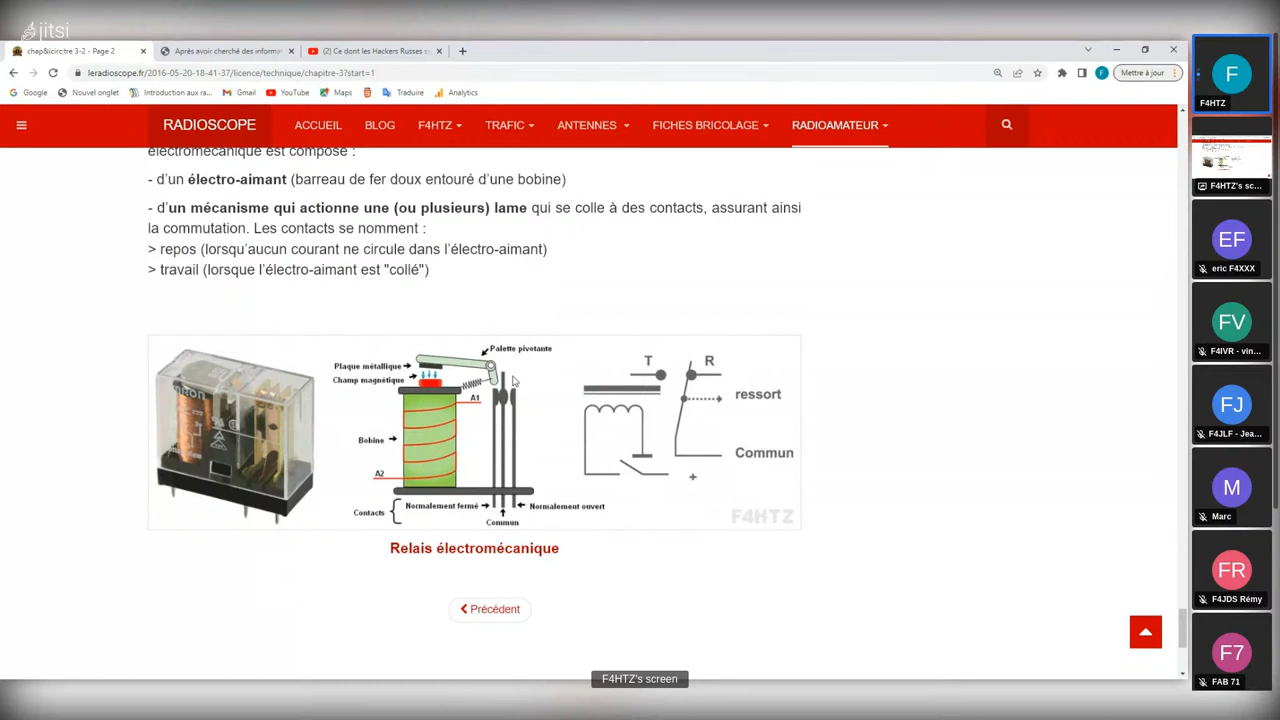 jitsi
chap&icirc;tre 3-2 - Page 2
Après avoir cherché des informat
(2) Ce dont les Hackers Russes s
leradioscope.fr/2016-05-20-18-41-37/licence/technique/chapitre-3?start=1
F
Mettre à jour
Google
Nouvel onglet
Introduction aux ra...
Gmail
YouTube
Maps
Traduire
Analytics
RADIOSCOPE
ACCUEIL
BLOG
F4HTZ
TRAFIC
ANTENNES
FICHES BRICOLAGE
RADIOAMATEUR
électromécanique est composé :
- d'un électro-aimant (barreau de fer doux entouré d'une bobine)
- d'un mécanisme qui actionne une (ou plusieurs) lame qui se colle à des contacts, assurant ainsi
la commutation. Les contacts se nomment :
> repos (lorsqu'aucun courant ne circule dans l'électro-aimant)
> travail (lorsque l'électro-aimant est "collé")
Palette pivotante
Plaque métallique
Champ magnétique
A1
Bobine
A2
Normalement fermé
Normalement ouvert
Contacts
Commun
T
R
ressort
Commun
+
F4HTZ
Relais électromécanique
Précédent
F4HTZ's screen
F
F4HTZ
F4HTZ's sc...
EF
eric F4XXX
FV
F4IVR - vin...
FJ
F4JLF - Jea...
M
Marc
FR
F4JDS Rémy
F7
FAB 71